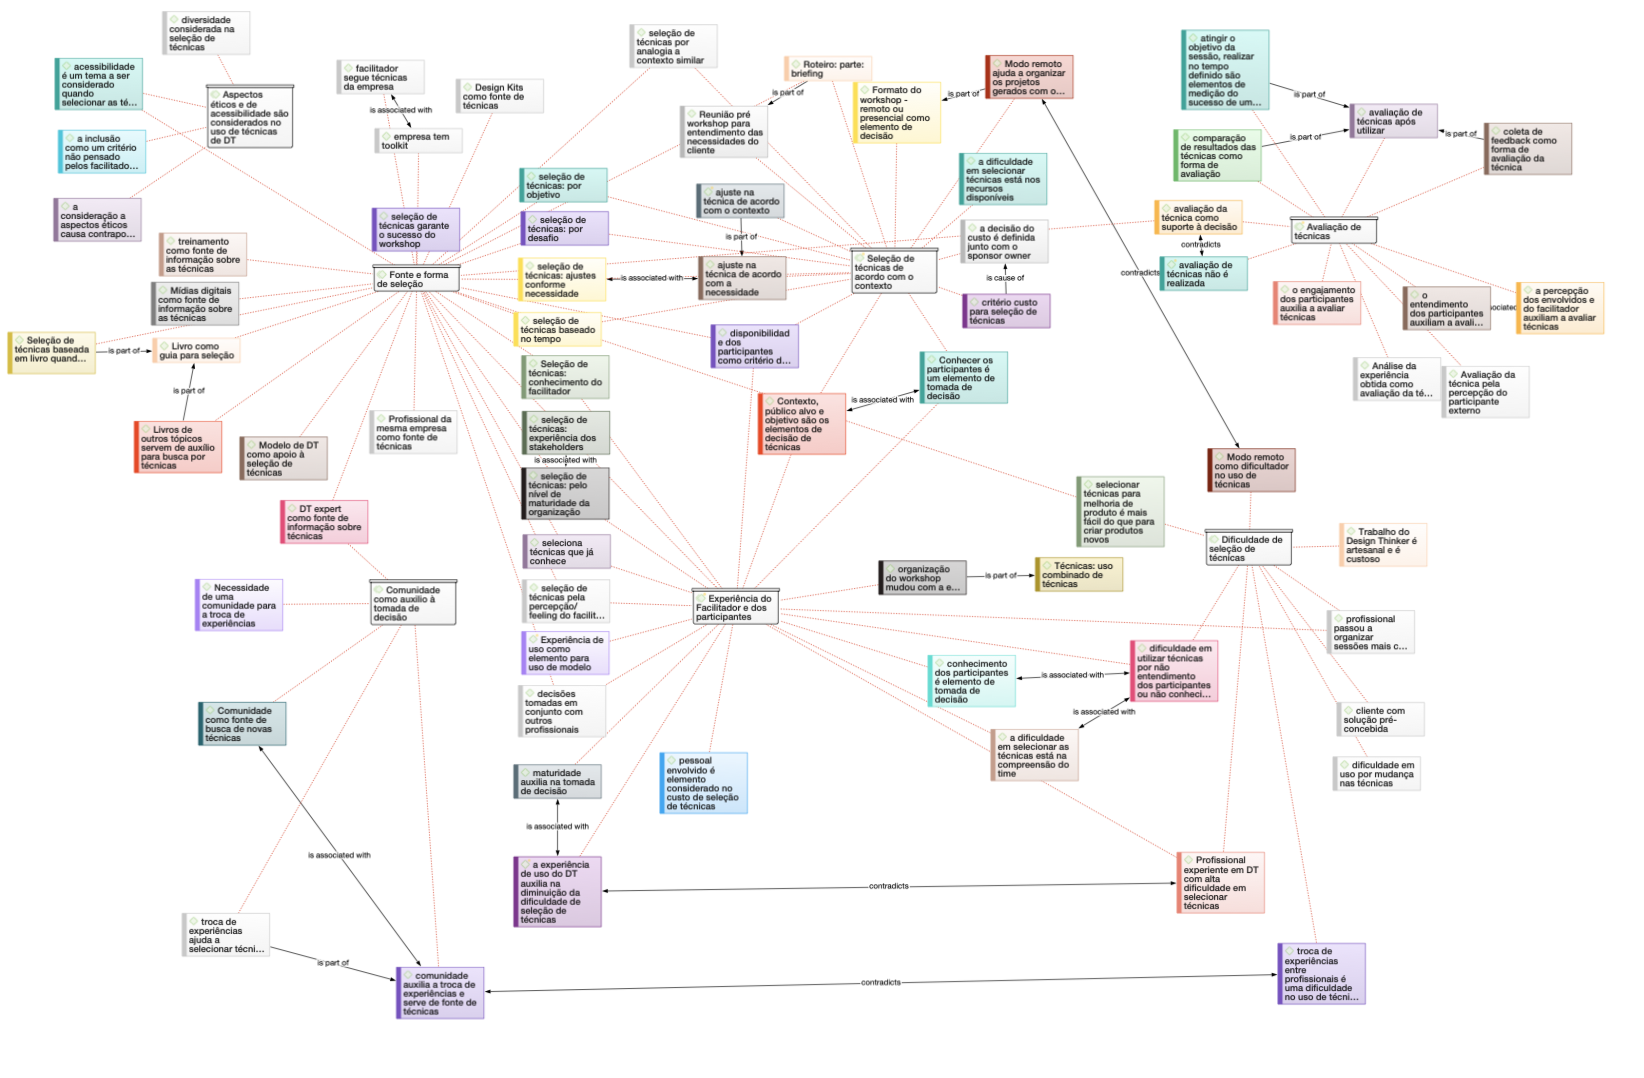 diversidade
considerada na
seleção de
técnicas
acessibilidade
é um tema a ser
considerado
quando
selecionar as té...
Aspectos
éticos e de
acessibilidade são
considerados no
uso de técnicas
de DT
a inclusão
como um critério
não pensado
pelos facilitado...
a
consideração a
aspectos éticos
causa contrapo...
facilitador
segue técnicas
da empresa
is associated with
empresa tem
toolkit
Design Kits
como fonte de
técnicas
seleção de
técnicas por
analogia a
contexto similar
Roteiro: parte:
briefing
is part of
Reunião pré
workshop para
entendimento das
necessidades do
cliente
Formato do
workshop -
remoto ou
presencial como
elemento de
decisão
is part of
Modo remoto
ajuda a organizar
os projetos
gerados com o...
atingir o
objetivo da
sessão, realizar
no tempo
definido são
elementos de
medição do
sucesso de um...
is part of
avaliação de
técnicas após
utilizar
comparação
de resultados das
técnicas como
forma de
avaliação
is part of
is part of
coleta de
feedback como
forma de
avaliação da
técnica
seleção de
técnicas: por
objetivo
a dificuldade
em selecionar
técnicas está nos
recursos
disponíveis
ajuste na
técnica de acordo
com o contexto
is part of
seleção de
técnicas garante
o sucesso do
workshop
seleção de
técnicas: por
desafio
a decisão do
custo é definida
junto com o
sponsor owner
is cause of
avaliação da
técnica como
suporte à decisão
contradicts
avaliação de
técnicas não é
realizada
Avaliação de
técnicas
treinamento
como fonte de
informação sobre
as técnicas
Fonte e forma
de seleção
seleção de
técnicas: ajustes
conforme
necessidade
is associated with
ajuste na
técnica de acordo
com a
necessidade
Seleção de
técnicas de
acordo com o
contexto
contradicts
critério custo
para seleção de
técnicas
Mídias digitais
como fonte de
informação sobre
as técnicas
o engajamento
dos participantes
auxilia a avaliar
técnicas
o
entendimento
dos participantes
auxiliam a avali...
ociated
a percepção
dos envolvidos e
do facilitador
auxiliam a avaliar
técnicas
Seleção de
técnicas baseada
em livro quand...
is part of
Livro como
guia para seleção
is part of
seleção de
técnicas baseado
no tempo
disponibilidad
e dos
participantes
como critério d...
Seleção de
técnicas:
conhecimento do
facilitador
Conhecer os
participantes é
um elemento de
tomada de
decisão
is associated with
Contexto,
público alvo e
objetivo são os
elementos de
decisão de
técnicas
Análise da
experiência
obtida como
avaliação da té...
Avaliação da
técnica pela
percepção do
participante
externo
Livros de
outros tópicos
servem de auxílio
para busca por
técnicas
Modelo de DT
como apoio à
seleção de
técnicas
Profissional da
mesma empresa
como fonte de
técnicas
seleção de
técnicas:
experiência dos
stakeholders
is associated with
seleção de
técnicas: pelo
nível de
maturidade da
organização
Modo remoto
como dificultador
no uso de
técnicas
selecionar
técnicas para
melhoria de
produto é mais
fácil do que para
criar produtos
novos
DT expert
como fonte de
informação sobre
técnicas
seleciona
técnicas que já
conhece
Dificuldade de
seleção de
técnicas
Trabalho do
Design Thinker é
artesanal e é
custoso
organização
do workshop
mudou com a e...
is part of
Técnicas: uso
combinado de
técnicas
Necessidade
de uma
comunidade para
a troca de
experiências
Comunidade
como auxilio à
tomada de
decisão
seleção de
técnicas pela
percepção/
feeling do facilit...
Experiência do
Facilitador e dos
participantes
profissional
passou a
organizar
sessões mais c...
Experiência de
uso como
elemento para
uso de modelo
conhecimento
dos participantes
é elemento de
tomada de
decisão
is associated with
dificuldade em
utilizar técnicas
por não
entendimento
dos participantes
ou não conheci...
is associated with
decisões
tomadas em
conjunto com
outros
profissionais
Comunidade
como fonte de
busca de novas
técnicas
a dificuldade
em selecionar as
técnicas está na
compreensão do
time
cliente com
solução pré-
concebida
dificuldade em
uso por mudança
nas técnicas
maturidade
auxilia na tomada
de decisão
is associated with
pessoal
envolvido é
elemento
considerado no
custo de seleção
de técnicas
is associated with
a experiência
de uso do DT
auxilia na
diminuição da
dificuldade de
seleção de
técnicas
contradicts
Profissional
experiente em DT
com alta
dificuldade em
selecionar
técnicas
troca de
experiências
ajuda a
selecionar técni...
is part of
comunidade
auxilia a troca de
experiências e
serve de fonte de
técnicas
contradicts
troca de
experiências
entre
profissionais é
uma dificuldade
no uso de técni...